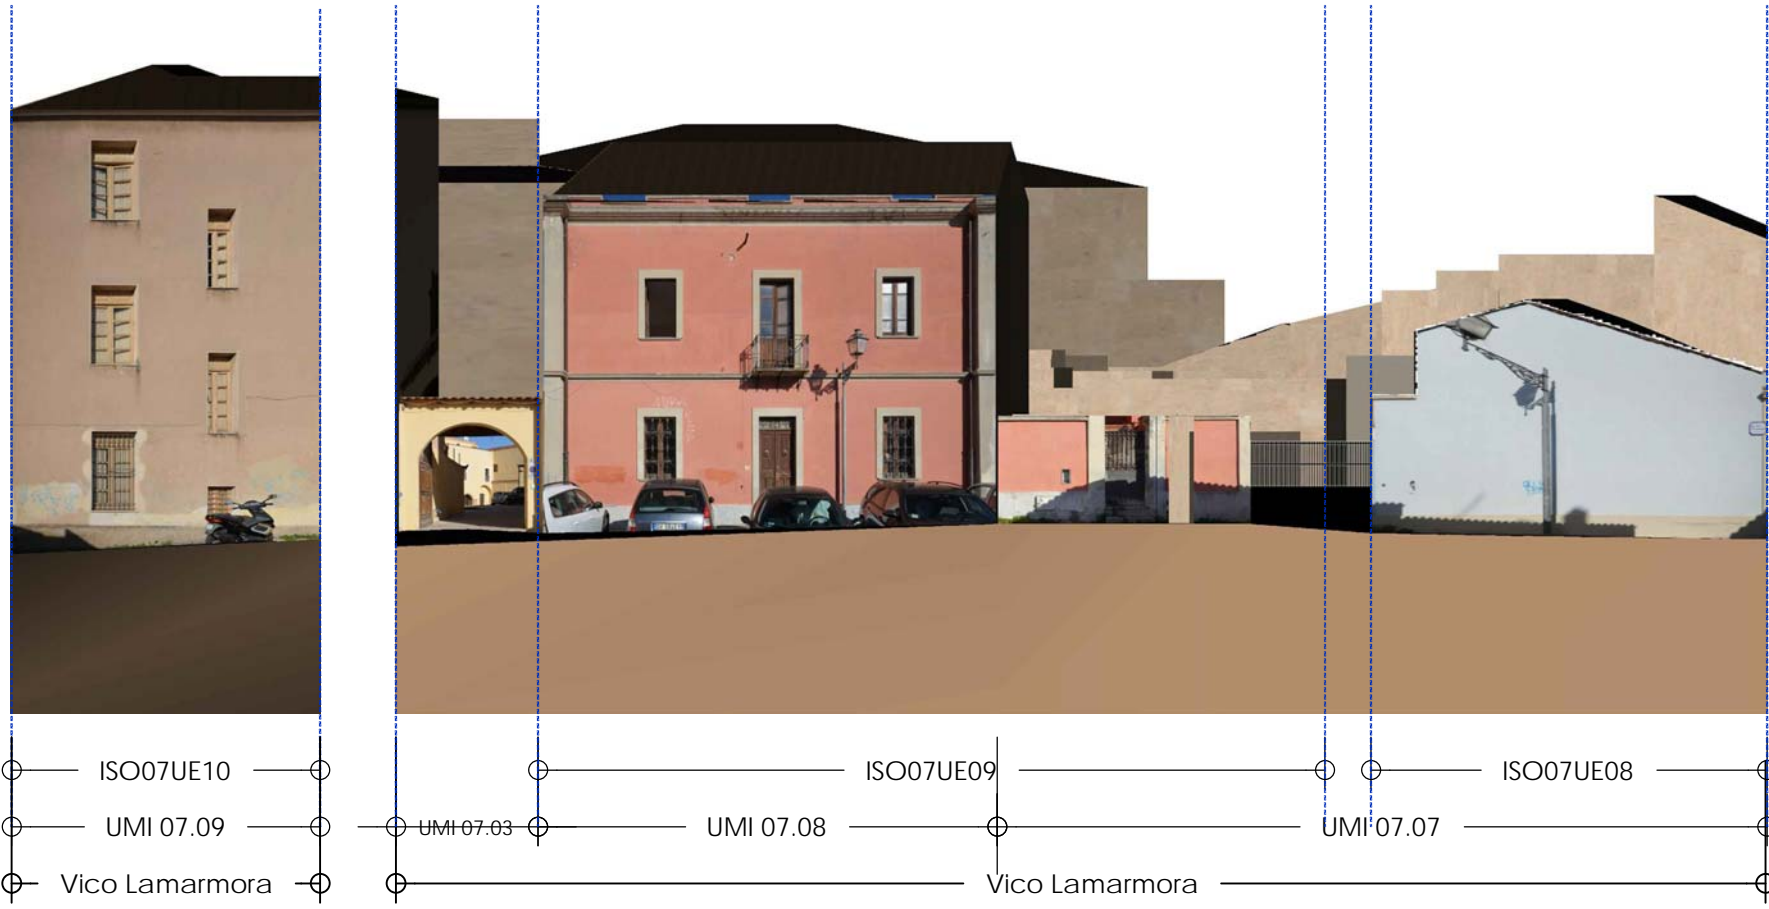 ISO07UE10 ISO07UE09 ISO07UE08
UMI 07.09 UMI 07.03 UMI 07.08 UMI 07.07
Vico Lamarmora Vico Lamarmora